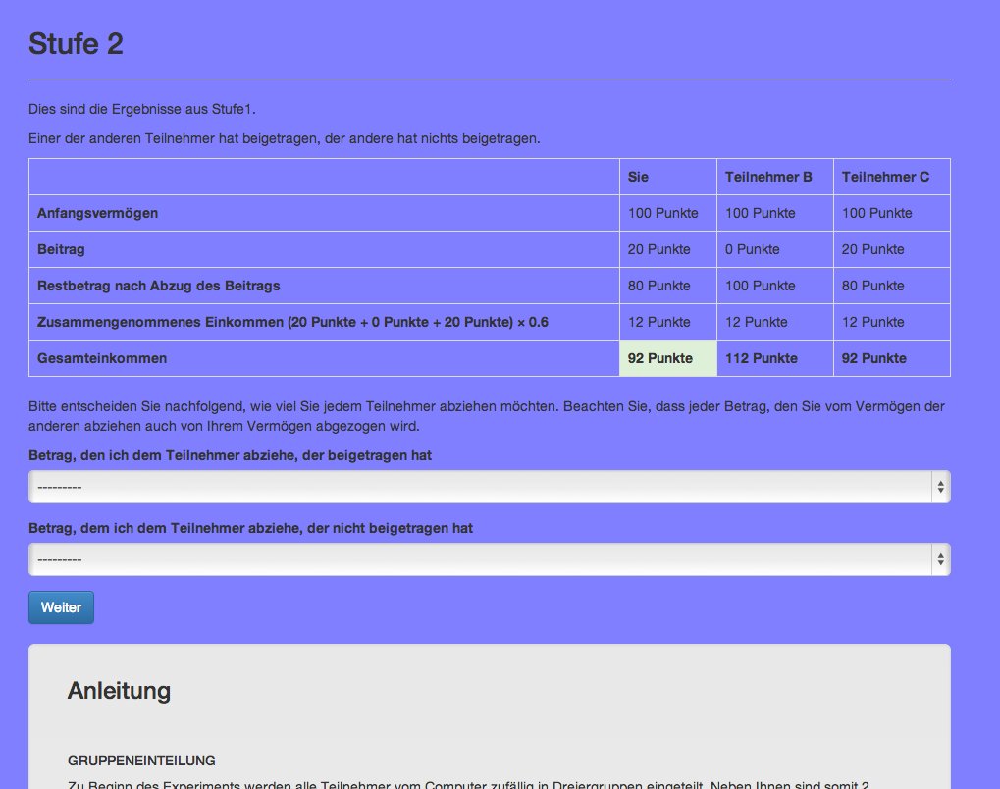 Stufe 2
Dies sind die Ergebnisse aus Stufe1.
Einer der anderen Teilnehmer hat beigetragen, der andere hat nichts beigetragen.
Sie Teilnehmer B Teilnehmer C
Anfangsvermögen 100 Punkte 100 Punkte 100 Punkte
Beitrag 20 Punkte 0 Punkte 20 Punkte
Restbetrag nach Abzug des Beitrags 80 Punkte 100 Punkte 80 Punkte
Zusammengenommenes Einkommen (20 Punkte + 0 Punkte + 20 Punkte) × 0.6 12 Punkte 12 Punkte 12 Punkte
Gesamteinkommen 92 Punkte 112 Punkte 92 Punkte
Bitte entscheiden Sie nachfolgend, wie viel Sie jedem Teilnehmer abziehen möchten. Beachten Sie, dass jeder Betrag, den Sie vom Vermögen der
anderen abziehen auch von Ihrem Vermögen abgezogen wird.
Betrag, den ich dem Teilnehmer abziehe, der beigetragen hat
---------
Betrag, dem ich dem Teilnehmer abziehe, der nicht beigetragen hat
---------
Weiter
Anleitung
GRUPPENEINTEILUNG
Zu Beginn des Experiments werden alle Teilnehmer vom Computer zufällig in Dreiergruppen eingeteilt. Neben Ihnen sind somit 2